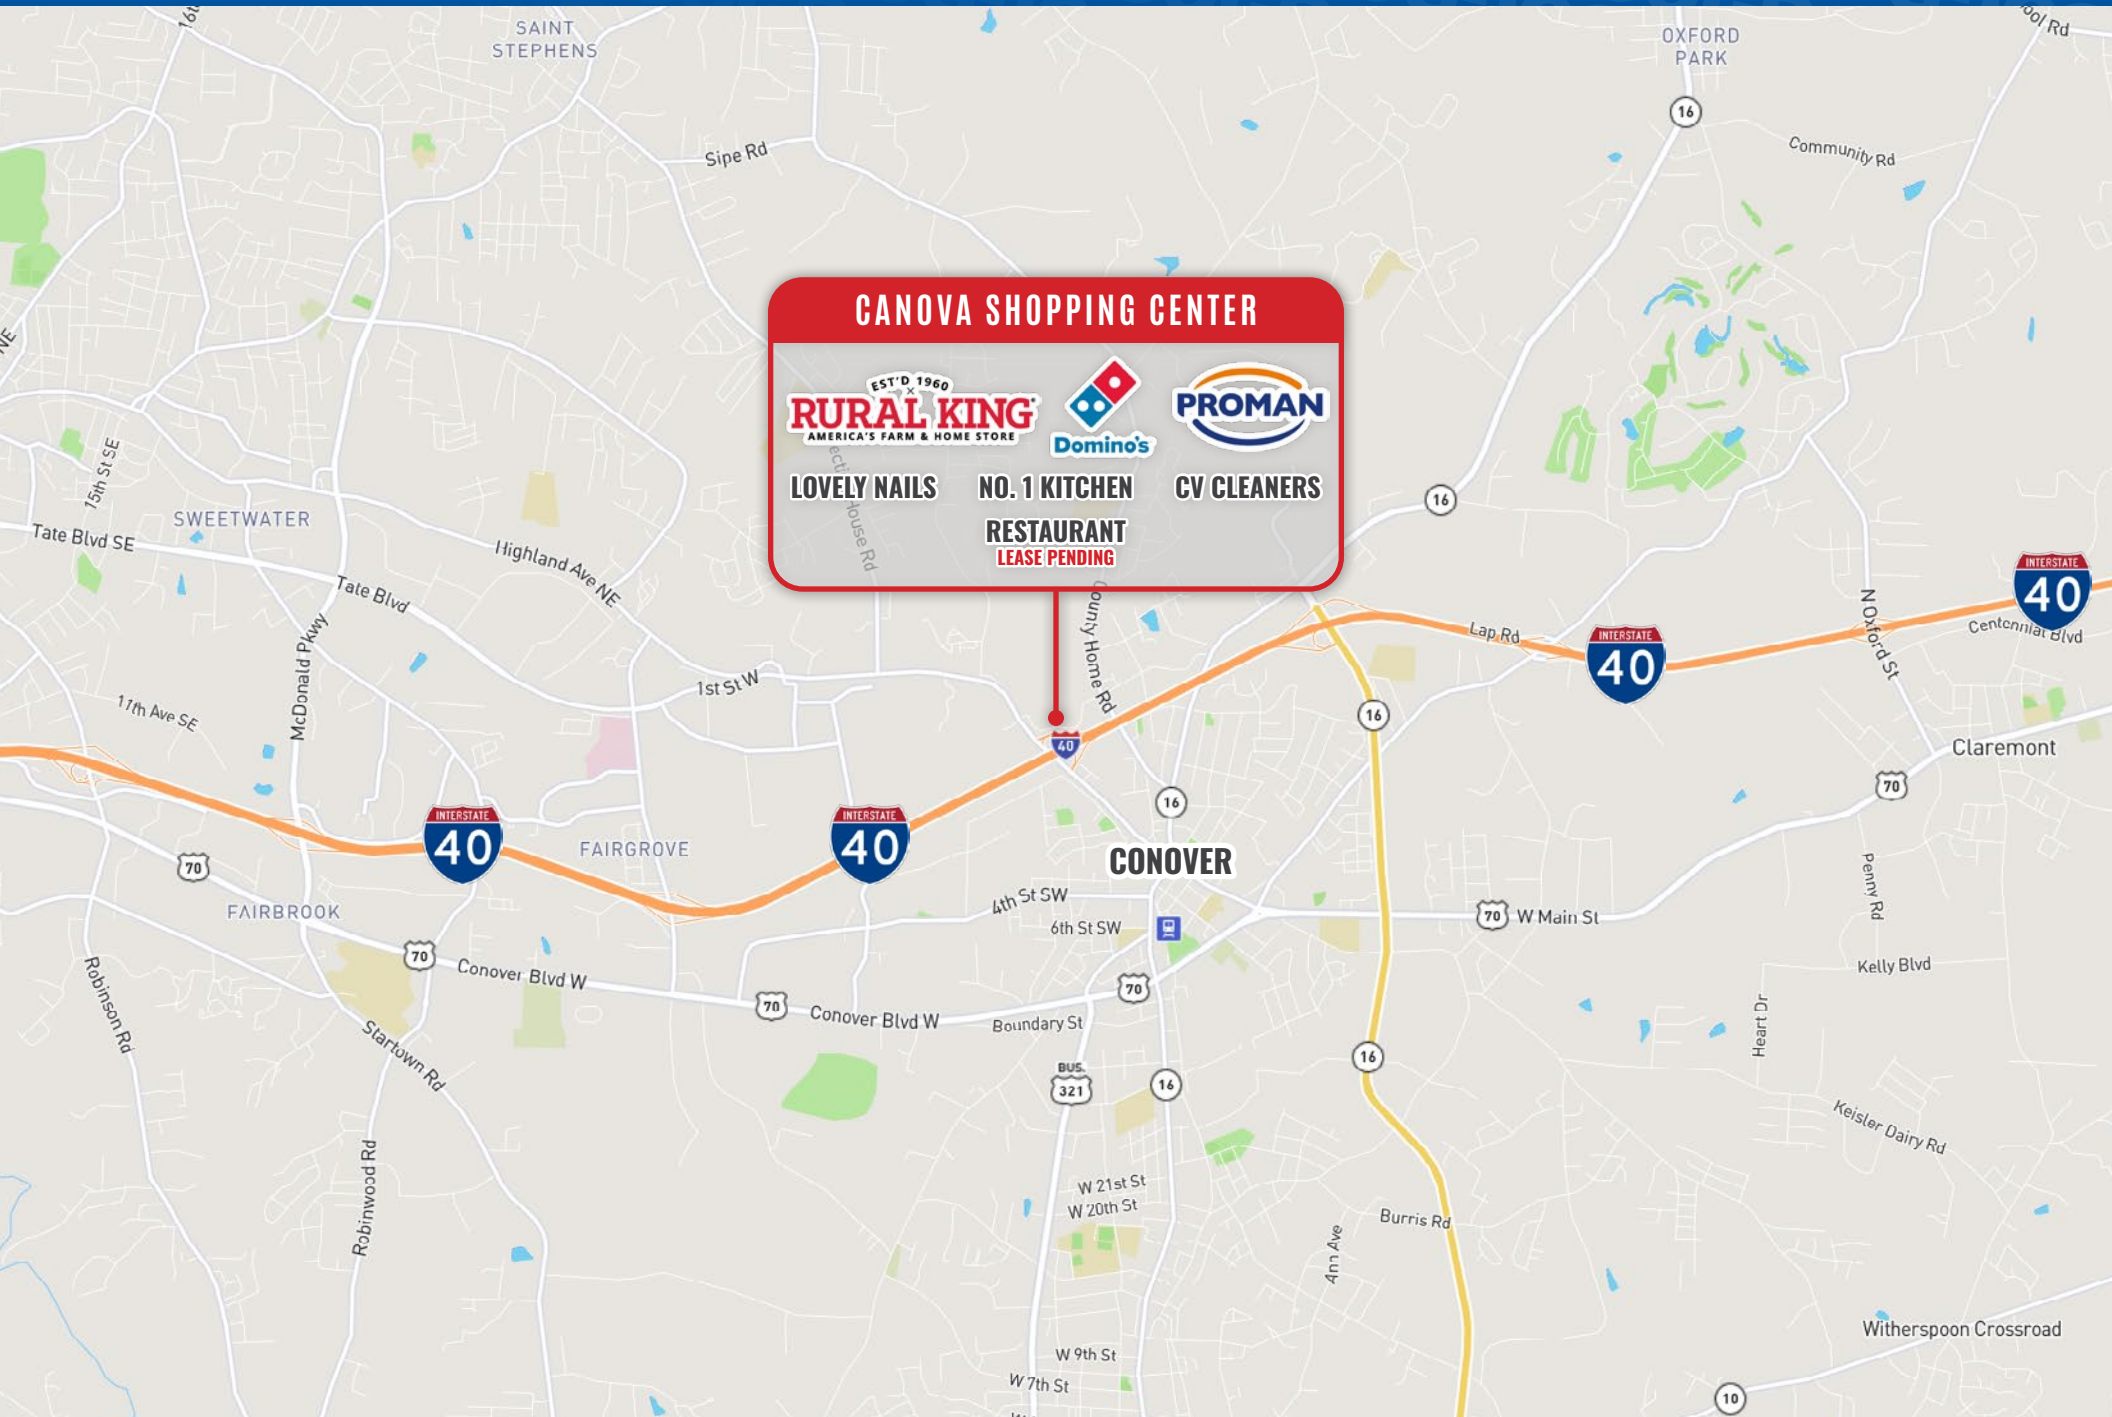 SAINT
STEPHENS
OXFORD
PARK
16
Community Rd
Sipe Rd
CANOVA SHOPPING CENTER
EST'D 1960
RURAL KING
AMERICA'S FARM & HOME STORE
Domino's
PROMAN
LOVELY NAILS
NO. 1 KITCHEN
CV CLEANERS
RESTAURANT
LEASE PENDING
House Rd
15th St SE
SWEETWATER
Tate Blvd SE
Highland Ave NE
Tate Blvd
16
McDonald Pkwy
County Home Rd
1st St W
Lap Rd
INTERSTATE
40
INTERSTATE
40
N Oxford St
Centennial Blvd
11th Ave SE
16
40
Claremont
70
16
INTERSTATE
40
INTERSTATE
40
FAIRGROVE
CONOVER
70
FAIRBROOK
4th St SW
6th St SW
70
W Main St
Penny Rd
70
Conover Blvd W
Kelly Blvd
Robinson Rd
70
70
Conover Blvd W
Boundary St
Heart Dr
Startown Rd
16
BUS.
321
16
Keisler Dairy Rd
Robinwood Rd
W 21st St
W 20th St
Burris Rd
Ann Ave
Witherspoon Crossroad
W 9th St
W 7th St
10